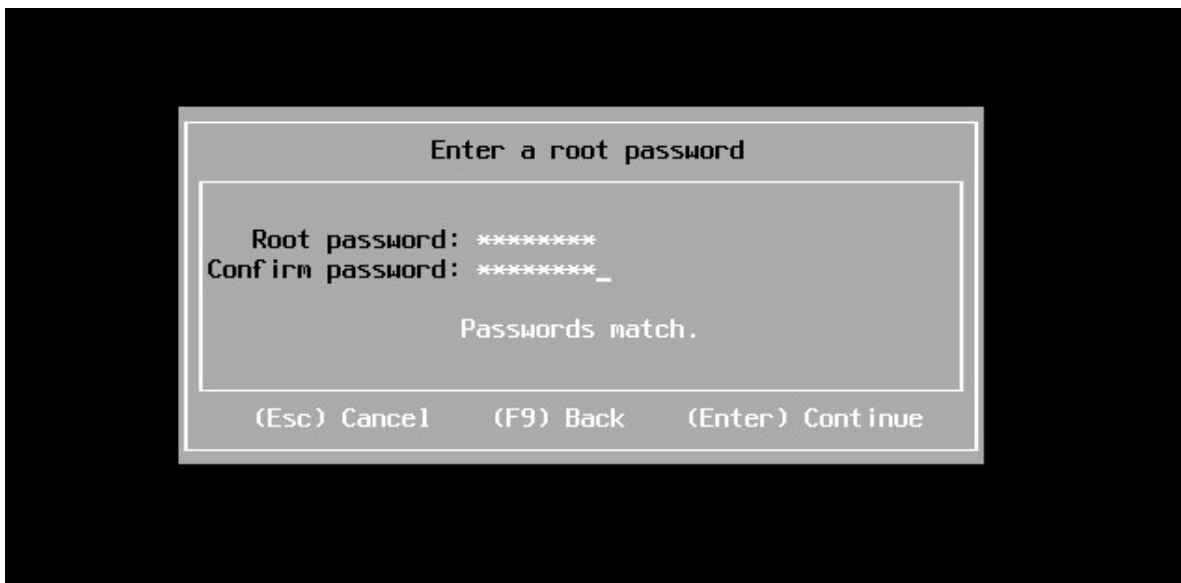 Enter a root password
Root password: ********
Confirm password: ********_
Passwords match.
(Esc) Cancel (F9) Back (Enter) Continue